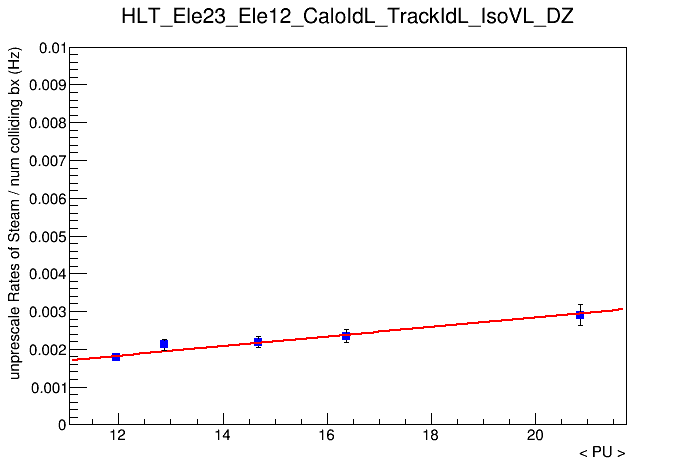 HLT_Ele23_Ele12_CaloIdL_TrackIdL_IsoVL_DZ
unprescale Rates of Steam / num colliding bx (Hz)
0.01
0.009
0.008
0.007
0.006
0.005
0.004
0.003
0.002
0.001
0
12 14 16 18 20
< PU >